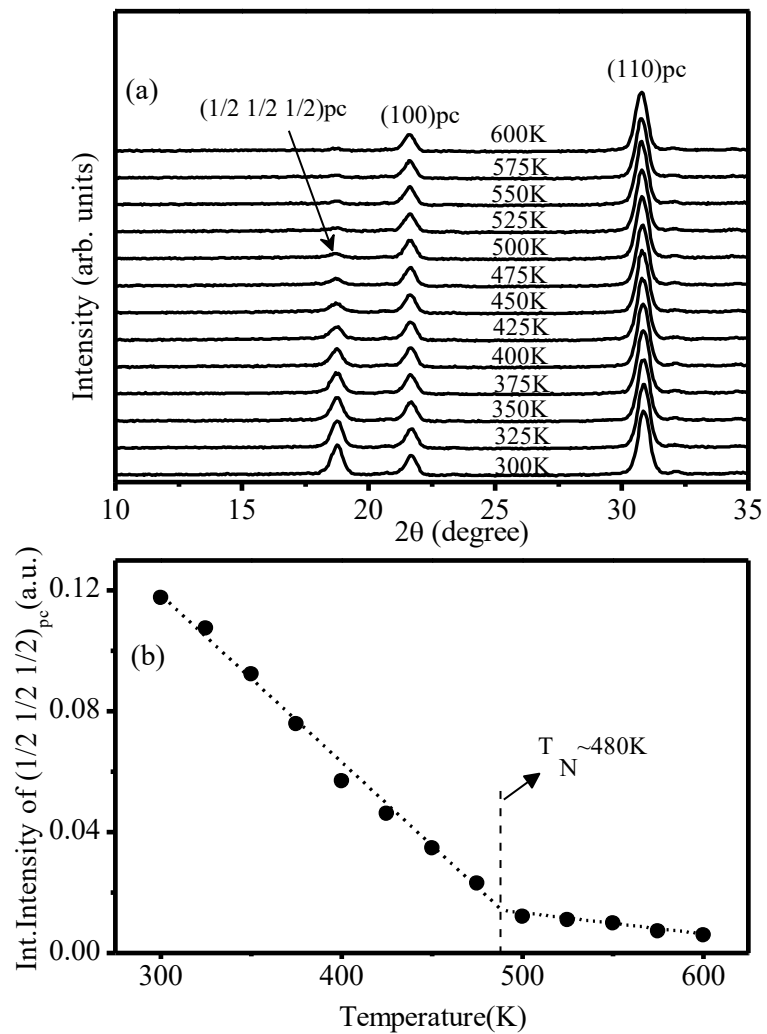 (a)
(1/2 1/2 1/2)pc
(100)pc
(110)pc
600K
575K
550K
525K
500K
475K
450K
425K
400K
375K
350K
325K
300K
Intensity (arb. units)
10 15 20 25 30 35
2θ (degree)
(b)
Int.Intensity of (1/2 1/2 1/2)pc(a.u.)
0.12
0.08
0.04
0.00
TN~480K
300 400 500 600
Temperature(K)